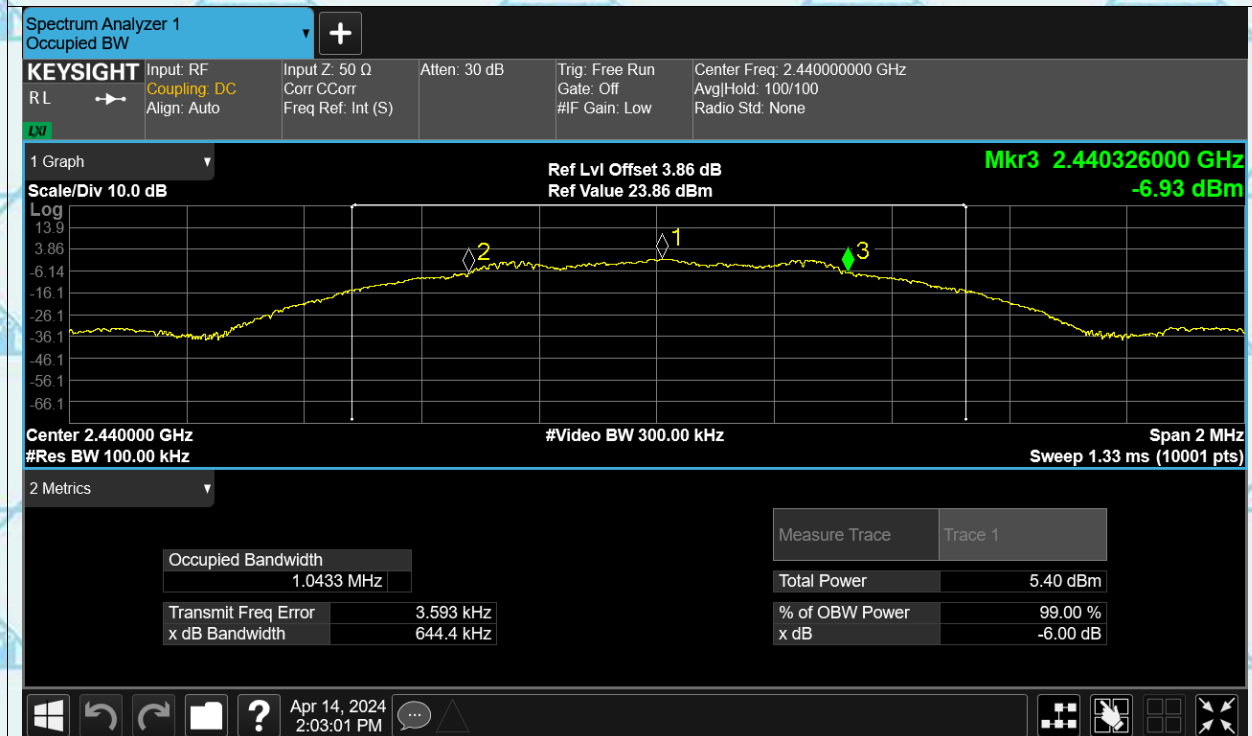 Spectrum Analyzer 1
Occupied BW
+
KEYSIGHT
R L
LXI
Input: RF
Coupling: DC
Align: Auto
Input Z: 50 Ω
Corr CCorr
Freq Ref: Int (S)
Atten: 30 dB
Trig: Free Run
Gate: Off
#IF Gain: Low
Center Freq: 2.440000000 GHz
Avg|Hold: 100/100
Radio Std: None
1 Graph
Scale/Div 10.0 dB
Ref Lvl Offset 3.86 dB
Ref Value 23.86 dBm
Mkr3 2.440326000 GHz
-6.93 dBm
Log
13.9
3.86
-6.14
-16.1
-26.1
-36.1
-46.1
-56.1
-66.1
2
1
3
Center 2.440000 GHz
#Video BW 300.00 kHz
Span 2 MHz
#Res BW 100.00 kHz
Sweep 1.33 ms (10001 pts)
2 Metrics
Measure Trace Trace 1
Occupied Bandwidth
1.0433 MHz
Total Power 5.40 dBm
Transmit Freq Error 3.593 kHz
% of OBW Power 99.00 %
x dB Bandwidth 644.4 kHz
x dB -6.00 dB
?
Apr 14, 2024
2:03:01 PM